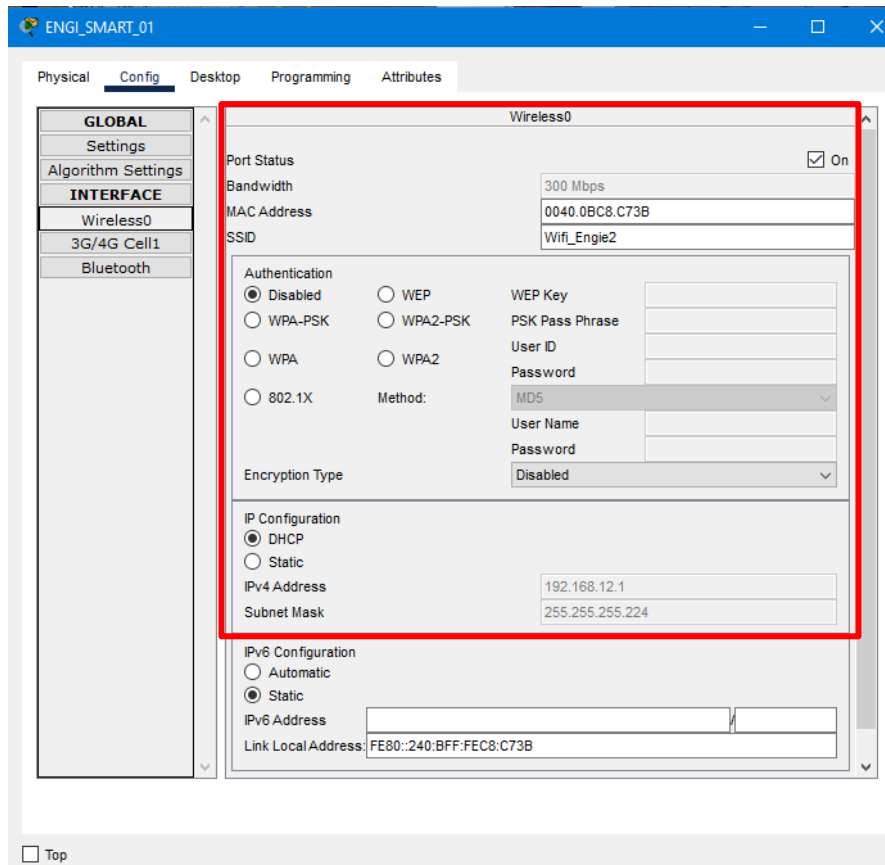 ENGI_SMART_01
Physical Config Desktop Programming Attributes
GLOBAL
Settings
Algorithm Settings
INTERFACE
Wireless0
3G/4G Cell1
Bluetooth
Wireless0
Port Status On
Bandwidth 300 Mbps
MAC Address 0040.0BC8.C73B
SSID Wifi_Engie2
Authentication
Disabled WEP WEP Key
WPA-PSK WPA2-PSK PSK Pass Phrase
User ID
WPA WPA2
Password
802.1X Method: MD5
User Name
Password
Encryption Type Disabled
IP Configuration
DHCP
Static
IPv4 Address 192.168.12.1
Subnet Mask 255.255.255.224
IPv6 Configuration
Automatic
Static
IPv6 Address /
Link Local Address: FE80::240:BFF:FEC8:C73B
Top